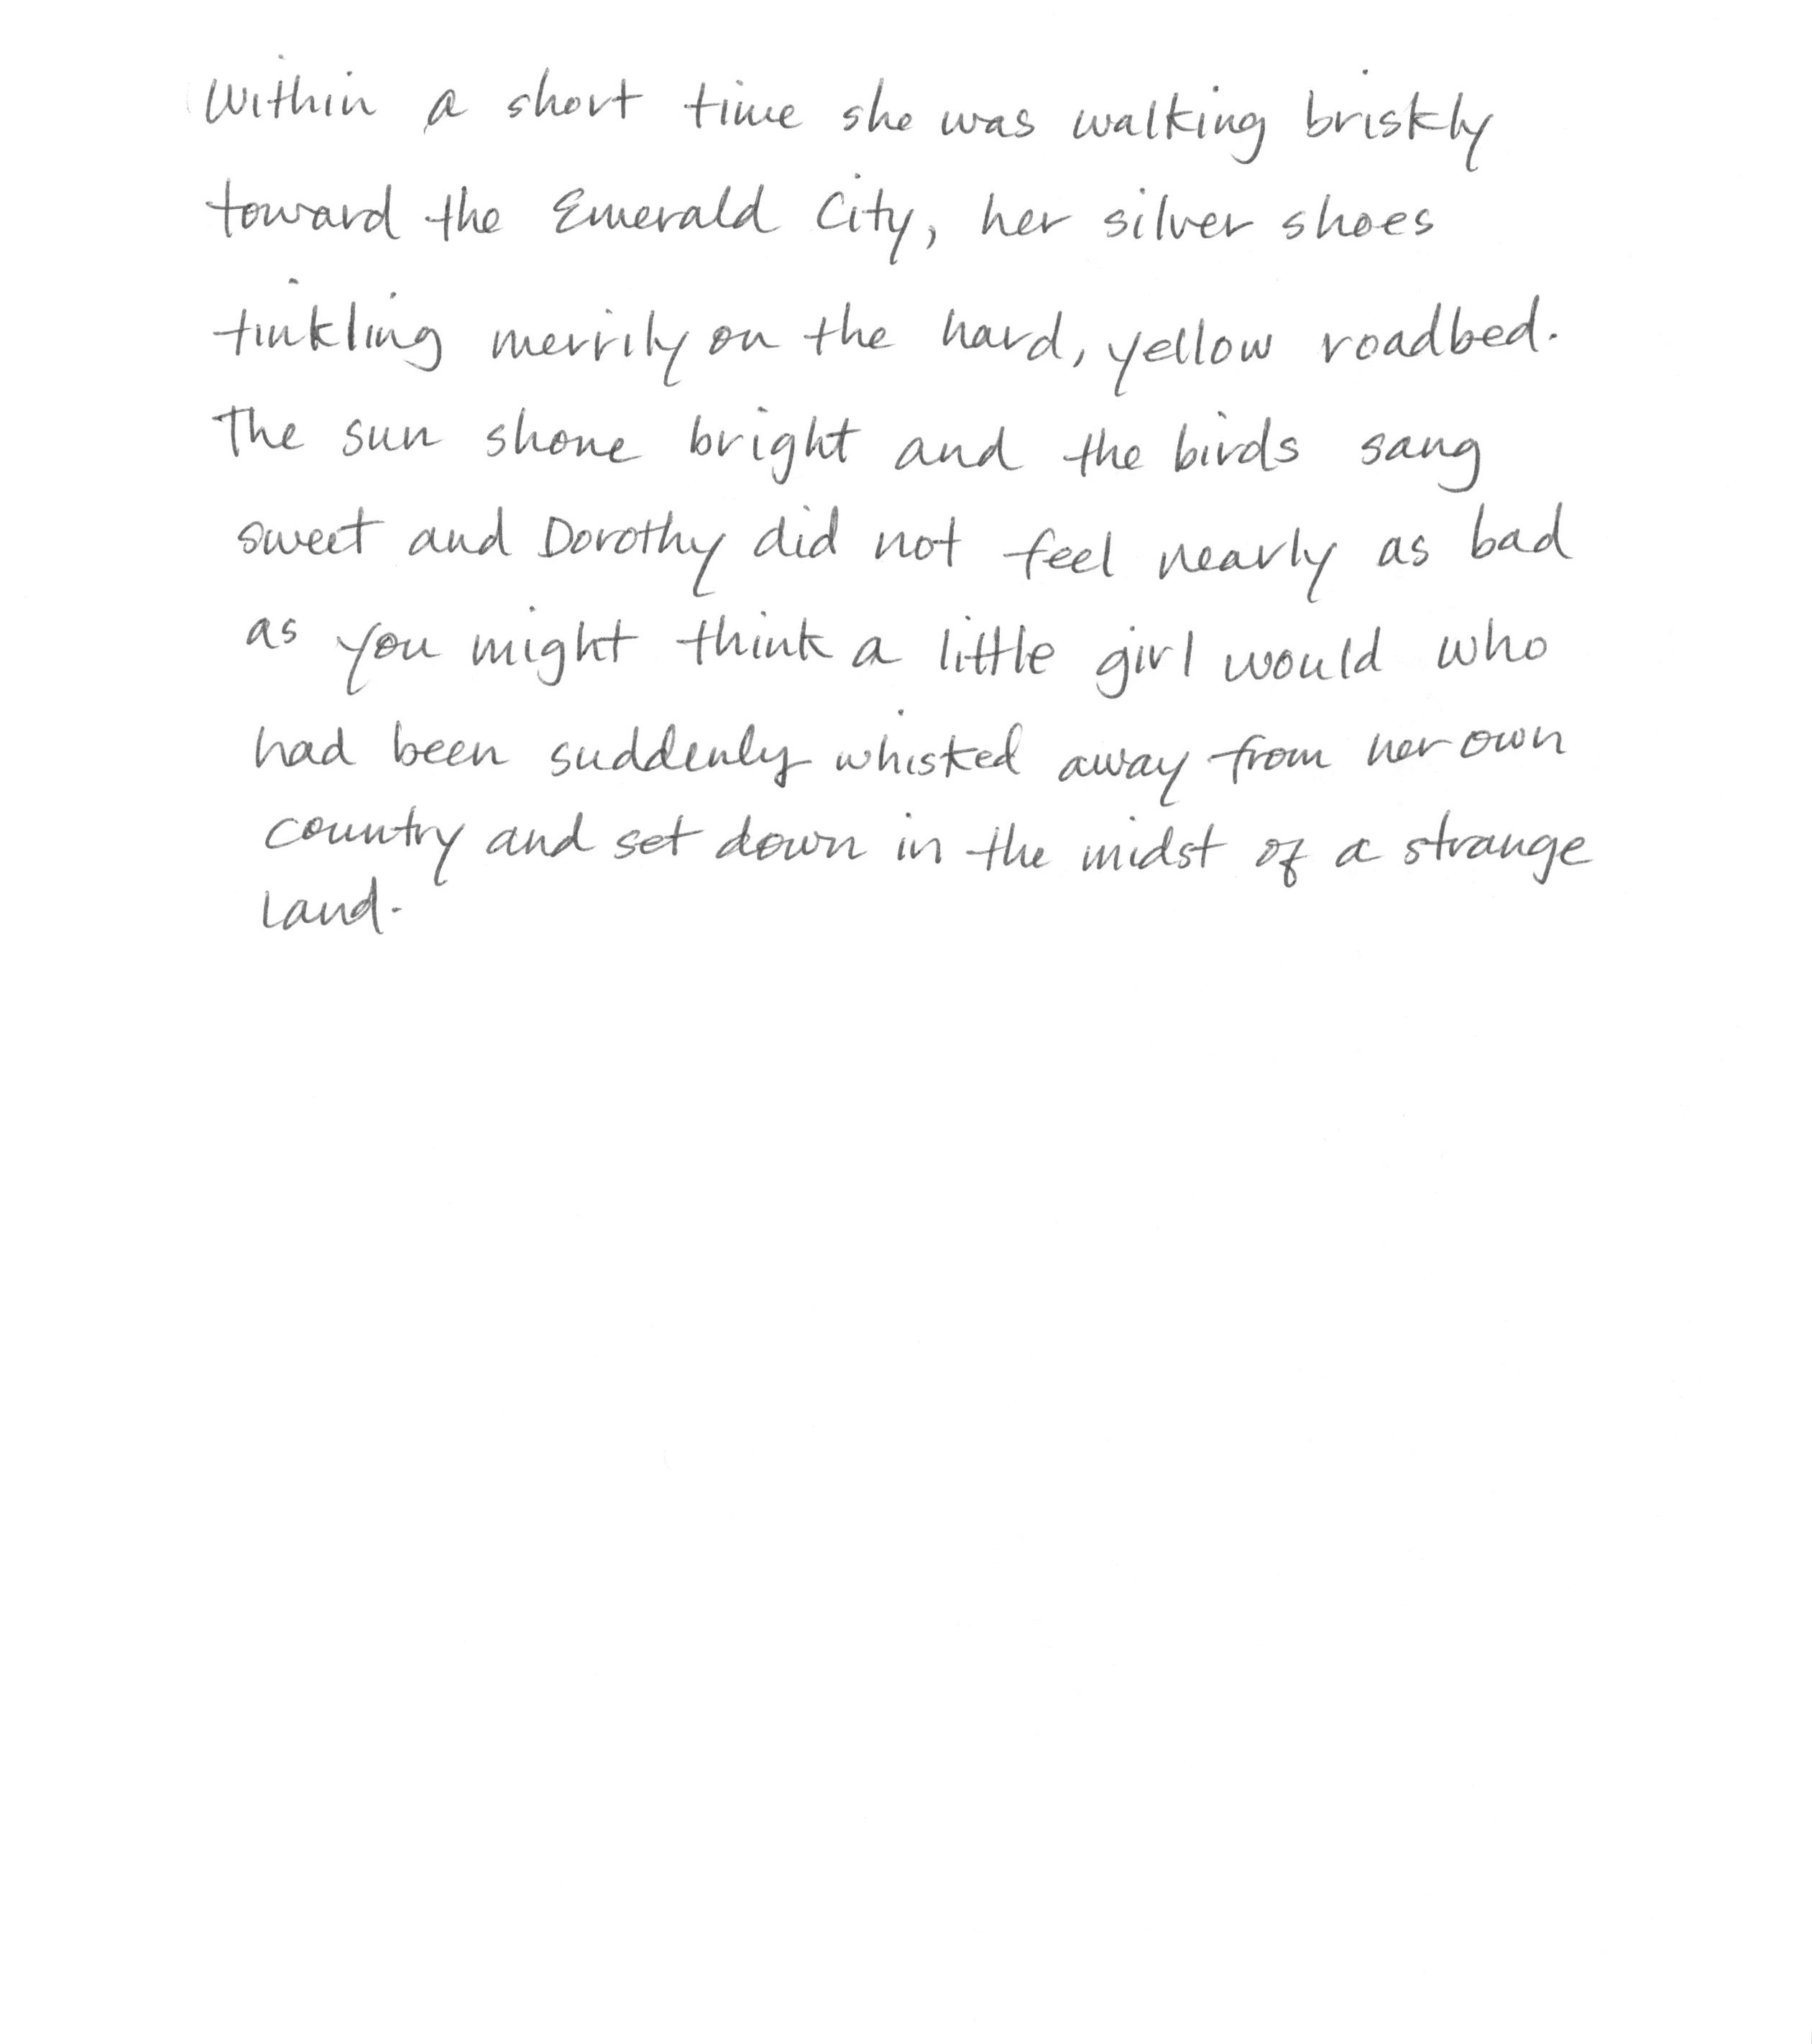 Within a short time she was walking briskly
toward the Emerald City, her silver shoes
tinkling merrily on the hard, yellow roadbed.
The sun shone bright and the birds sang
sweet and Dorothy did not feel nearly as bad
as you might think a little girl would who
had been suddenly whisked away from her own
country and set down in the midst of a strange
land.